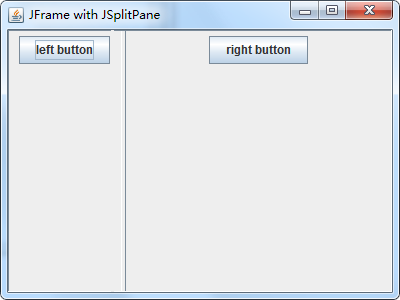 JFrame with JSplitPane
left button
right button